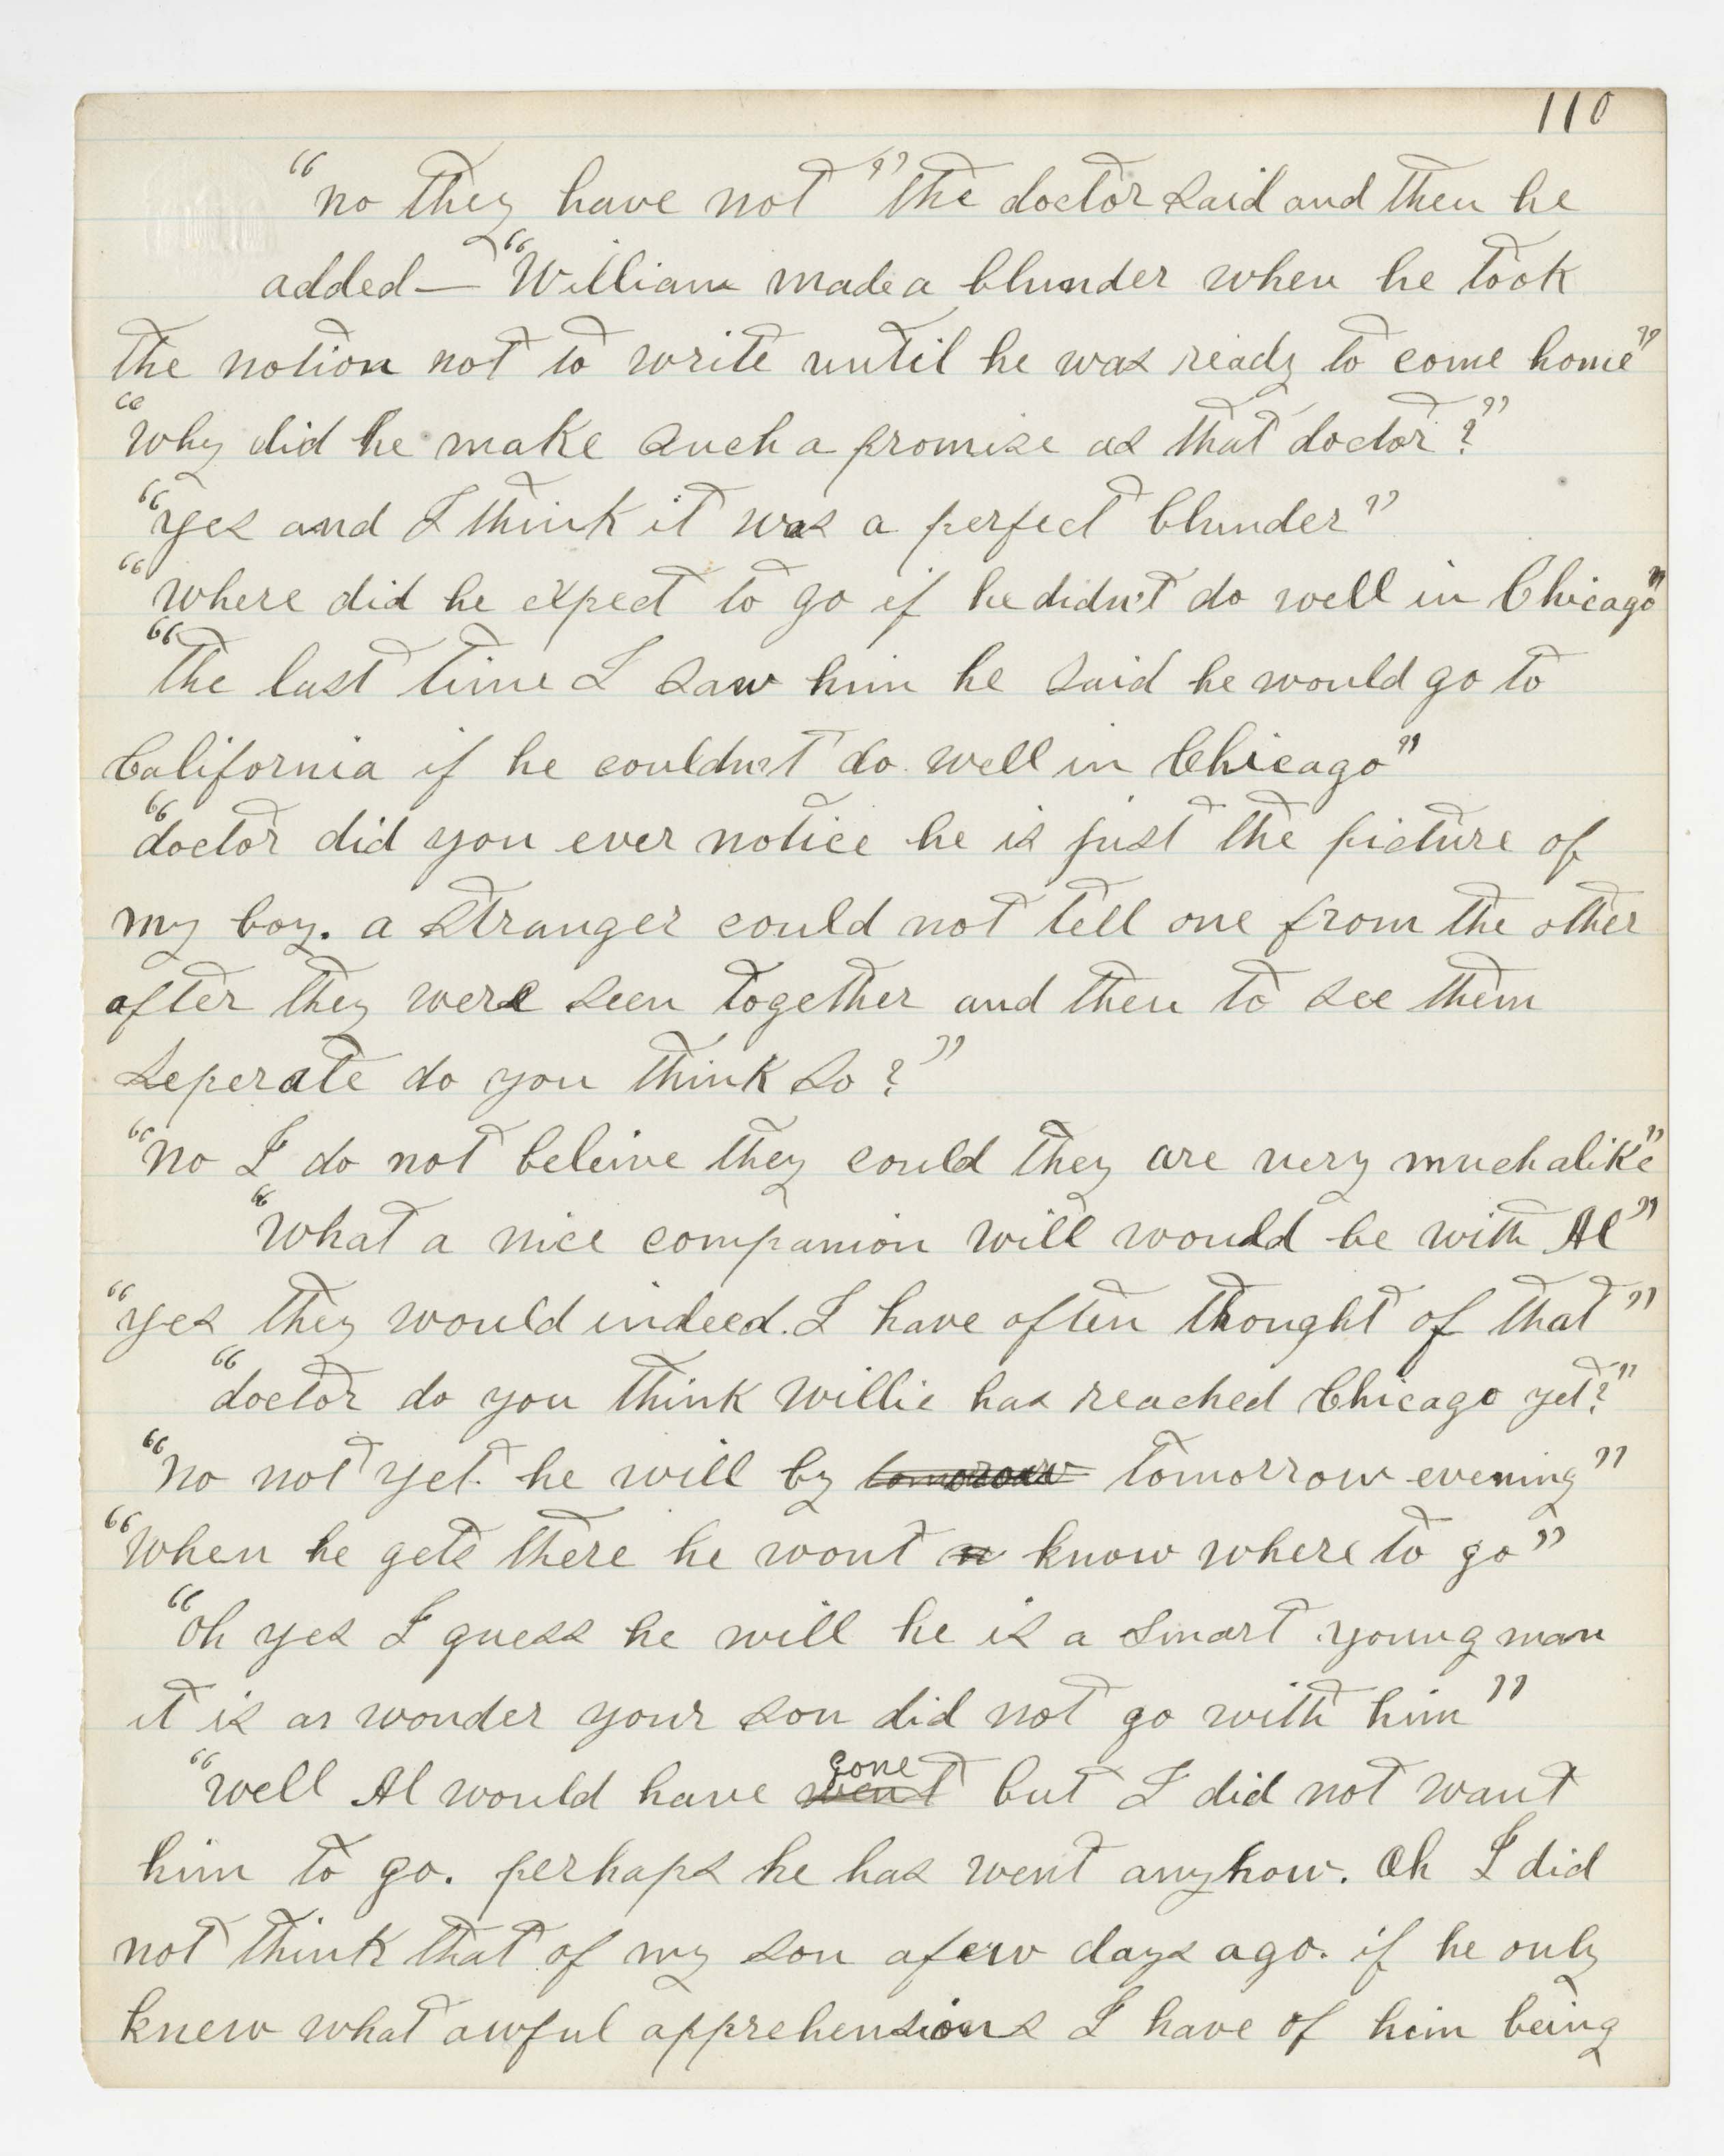 110
"no they have not" the doctor said and then he
added— "William made a blunder when he took
the notion not to write until he was ready to come home"
"why did he make such a promise as that doctor?"
"yes and I think it was a perfect blunder"
"where did he expect to go if he didn't do well in Chicago"
"the last time I saw him he said he would go to
California if he couldn't do well in Chicago"
"doctor did you ever notice he is just the picture of
my boy. a stranger could not tell one from the other
after they were seen together and then to see them
seperate do you think so?"
"no I do not beleive they could they are very much alike"
"what a nice companion will would be with Al"
"yes they would indeed. I have often thought of that"
"doctor do you think Willie has reached Chicago yet?"
"no not yet he will by tomorrow evening"
"when he gets there he wont know where to go"
"oh yes I guess he will he is a smart young man
it is a wonder your son did not go with him"
"well Al would have gone but I did not want
him to go. perhaps he has went anyhow. Oh I did
not think that of my son a few days ago. if he only
knew what awful apprehensions I have of him being